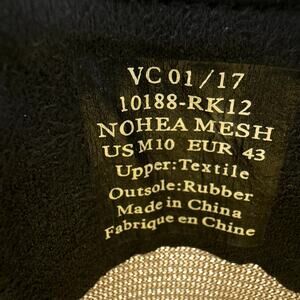 VC 01/17
10188-RK12
NOHEA MESH
US M10 EUR 43
Upper:Textile
Outsole:Rubber
Made in China
Fabrique en Chine